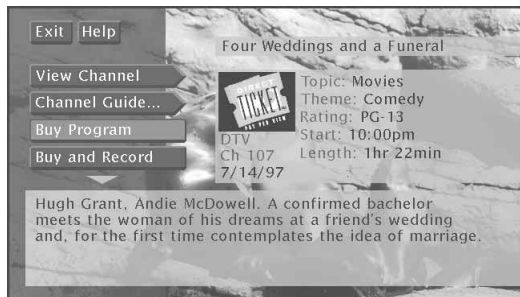 Exit Help
Four Weddings and a Funeral
View Channel
Channel Guide...
Buy Program
Buy and Record
DIRECT
TICKET
PAY PER VIEW
DTV
Ch 107
7/14/97
Topic: Movies
Theme: Comedy
Rating: PG-13
Start: 10:00pm
Length: 1hr 22min
Hugh Grant, Andie McDowell. A confirmed bachelor
meets the woman of his dreams at a friend's wedding
and, for the first time contemplates the idea of marriage.